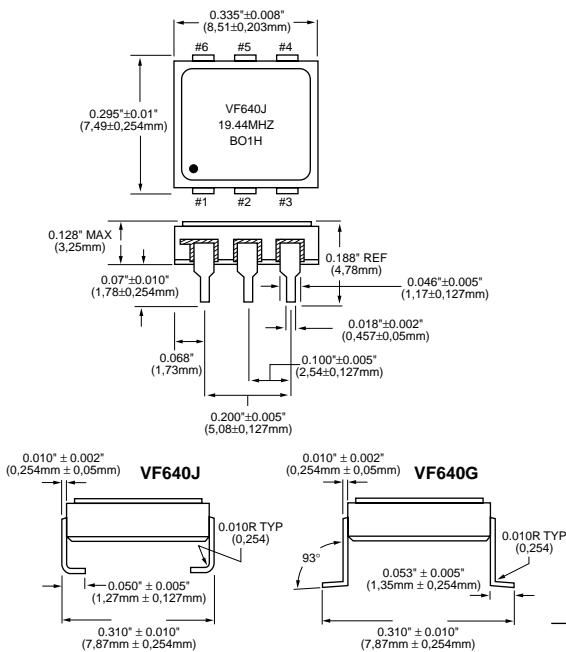 0.335"±0.008"
(8,51±0,203mm)
#6 #5 #4
0.295"±0.01"
(7,49±0,254mm)
VF640J
19.44MHZ
BO1H
#1 #2 #3
0.128" MAX
(3,25mm)
0.188" REF
(4,78mm)
0.07"±0.010"
(1,78±0,254mm)
0.046"±0.005"
(1,17±0,127mm)
0.018"±0.002"
(0,457±0,05mm)
0.068"
(1,73mm)
0.100"±0.005"
(2,54±0,127mm)
0.200"±0.005"
(5,08±0,127mm)
0.010" ± 0.002"
(0,254mm ± 0,05mm)
VF640J
0.010R TYP
(0,254)
0.050" ± 0.005"
(1,27mm ± 0,127mm)
0.310" ± 0.010"
(7,87mm ± 0,254mm)
0.010" ± 0.002"
(0,254mm ± 0,05mm)
VF640G
93°
0.010R TYP
(0,254)
0.053" ± 0.005"
(1,35mm ± 0,254mm)
0.310" ± 0.010"
(7,87mm ± 0,254mm)